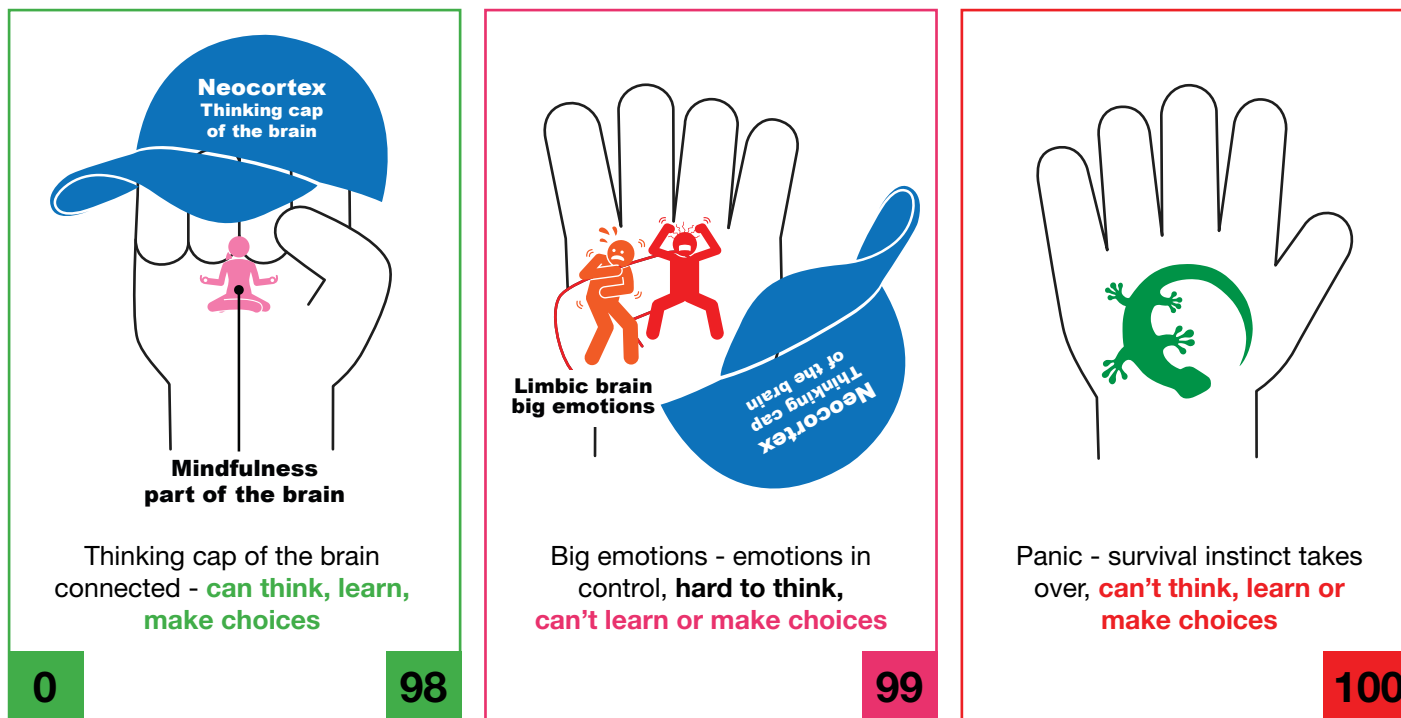 Neocortex
Thinking cap
of the brain
Mindfulness
part of the brain
Thinking cap of the brain
connected - can think, learn,
make choices
0
98
Limbic brain
big emotions
Neocortex
Thinking cap
of the brain
Big emotions - emotions in
control, hard to think,
can’t learn or make choices
99
Panic - survival instinct takes
over, can’t think, learn or
make choices
100